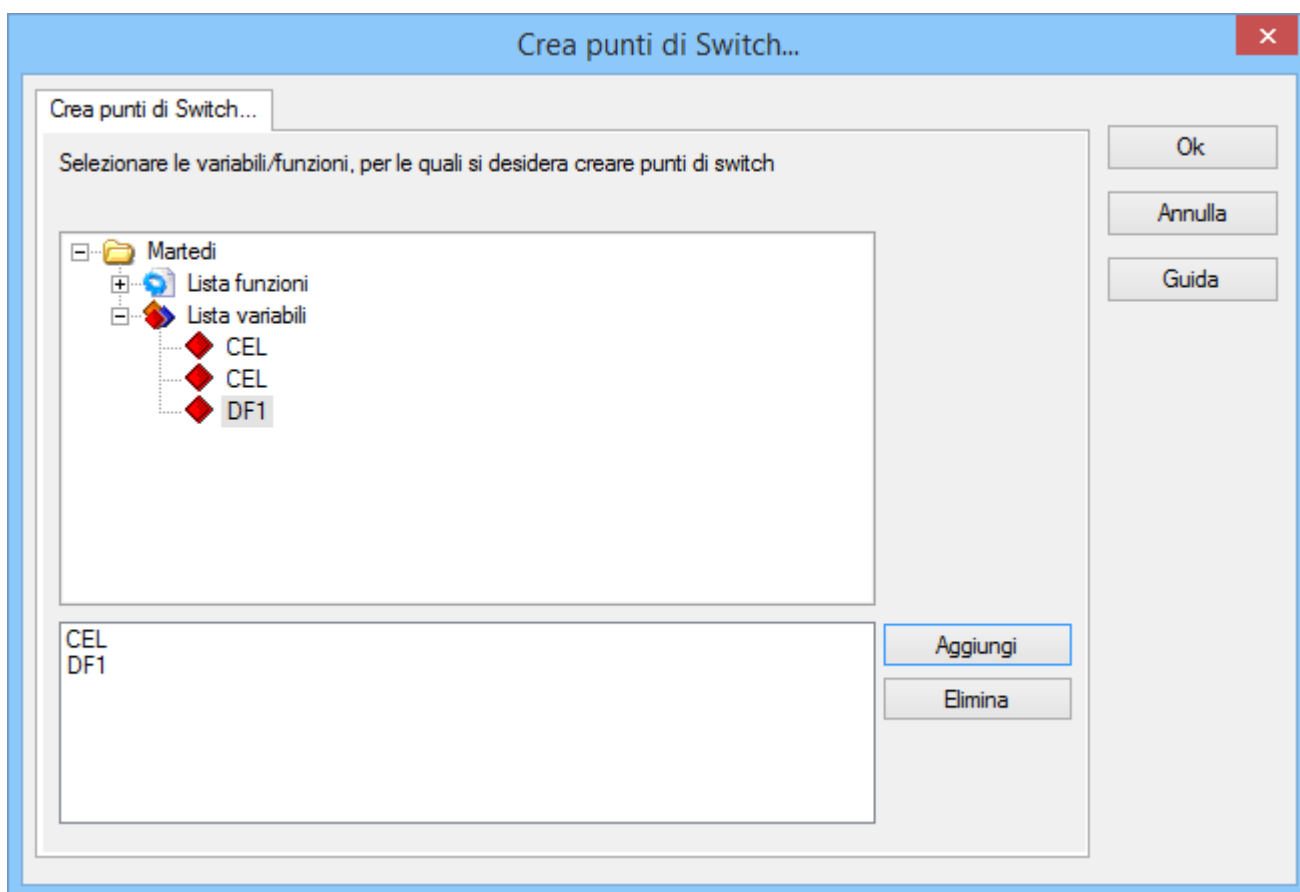 Crea punti di Switch...
Crea punti di Switch...
Selezionare le variabili/funzioni, per le quali si desidera creare punti di switch
Ok
Annulla
Guida
Martedi
Lista funzioni
Lista variabili
CEL
CEL
DF1
CEL
DF1
Aggiungi
Elimina